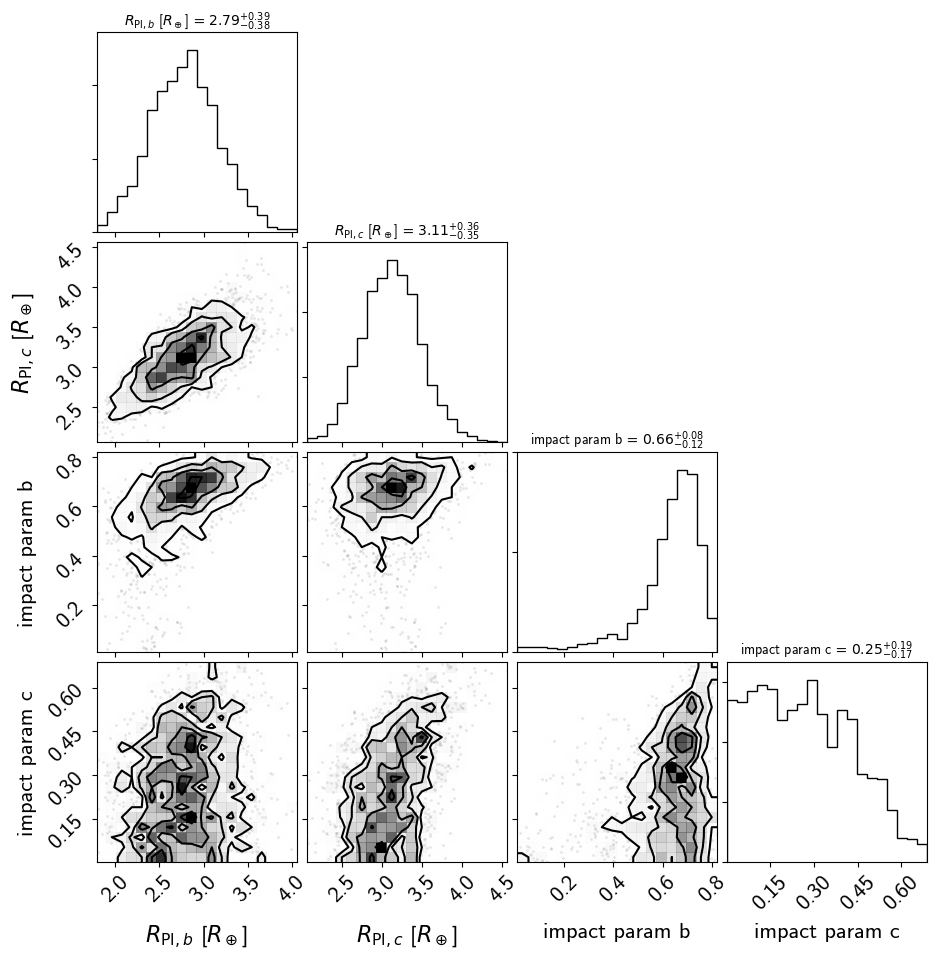 R_Pl,b [R⊕] = 2.79 +0.39 −0.38
R_Pl,c [R⊕] = 3.11 +0.36 −0.35
R_Pl,c [R⊕]
4.5
4.0
3.5
3.0
2.5
impact param b = 0.66 +0.08 −0.12
impact param b
0.8
0.6
0.4
0.2
impact param c = 0.25 +0.19 −0.17
impact param c
0.60
0.45
0.30
0.15
2.0 2.5 3.0 3.5 4.0
2.5 3.0 3.5 4.0 4.5
0.2 0.4 0.6 0.8
0.15 0.30 0.45 0.60
R_Pl,b [R⊕]
R_Pl,c [R⊕]
impact param b
impact param c